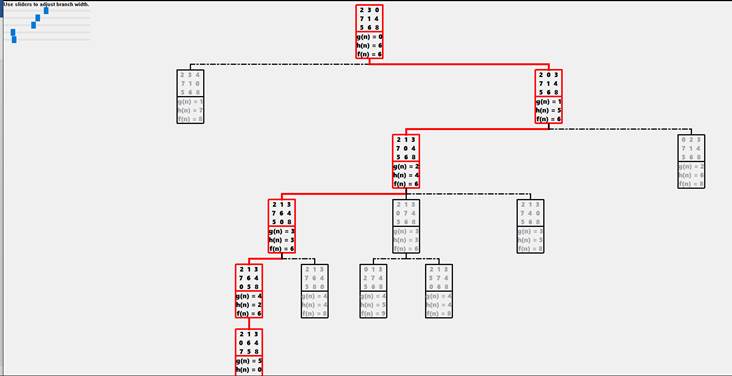 Use sliders to adjust branch width.
2 3 0
7 1 4
5 6 8
g(n) = 0
h(n) = 6
f(n) = 6
2 3 4
7 1 0
5 6 8
g(n) = 1
h(n) = 7
f(n) = 8
2 0 3
7 1 4
5 6 8
g(n) = 1
h(n) = 5
f(n) = 6
2 1 3
7 0 4
5 6 8
g(n) = 2
h(n) = 4
f(n) = 6
0 2 3
7 1 4
5 6 8
g(n) = 2
h(n) = 6
f(n) = 8
2 1 3
7 6 4
5 0 8
g(n) = 3
h(n) = 3
f(n) = 6
2 1 3
0 7 4
5 6 8
g(n) = 3
h(n) = 3
f(n) = 6
2 1 3
7 4 0
5 6 8
g(n) = 3
h(n) = 5
f(n) = 8
2 1 3
7 6 4
0 5 8
g(n) = 4
h(n) = 2
f(n) = 6
2 1 3
7 6 4
5 8 0
g(n) = 4
h(n) = 4
f(n) = 8
0 1 3
2 7 4
5 6 8
g(n) = 4
h(n) = 5
f(n) = 9
2 1 3
5 7 4
0 6 8
g(n) = 4
h(n) = 4
f(n) = 8
2 1 3
0 6 4
7 5 8
g(n) = 5
h(n) = 0